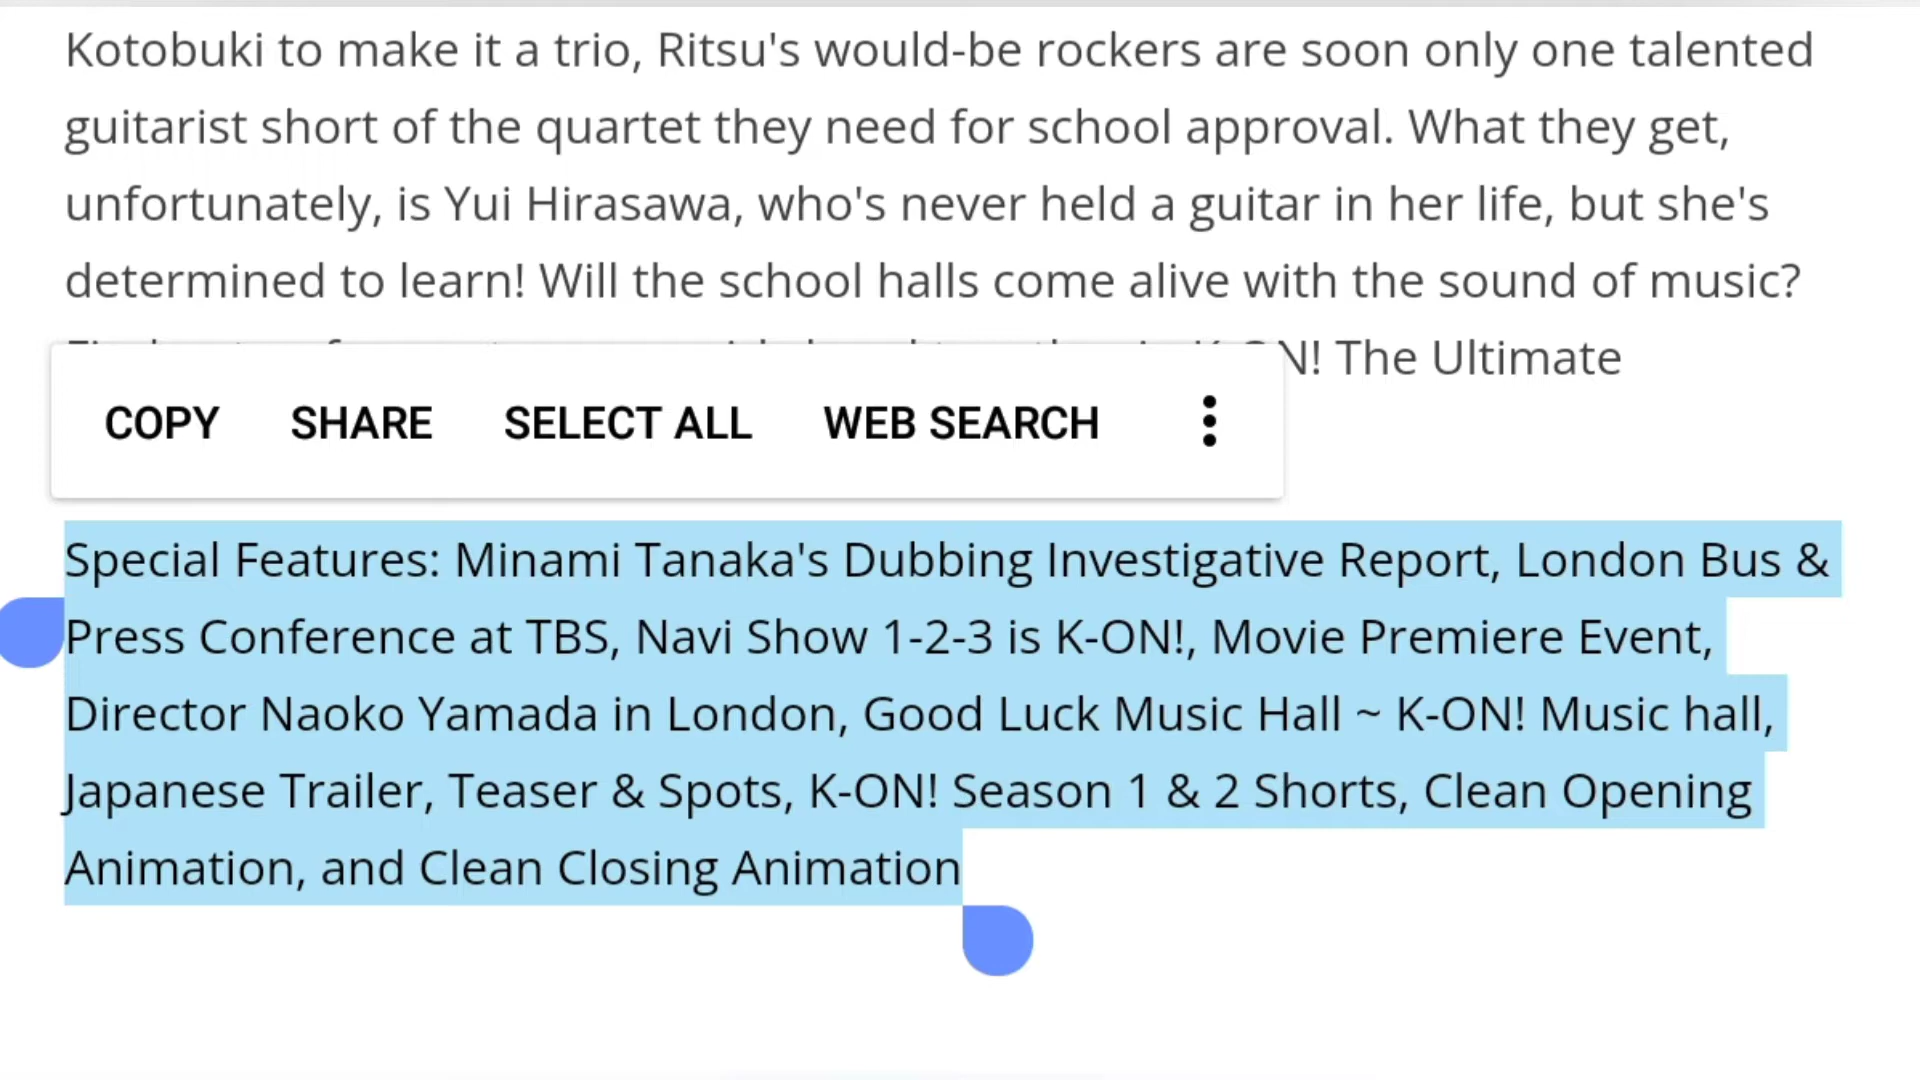 Kotobuki to make it a trio, Ritsu's would-be rockers are soon only one talented
guitarist short of the quartet they need for school approval. What they get,
unfortunately, is Yui Hirasawa, who's never held a guitar in her life, but she's
determined to learn! Will the school halls come alive with the sound of music?
N! The Ultimate
COPY SHARE SELECT ALL WEB SEARCH
Special Features: Minami Tanaka's Dubbing Investigative Report, London Bus &
Press Conference at TBS, Navi Show 1-2-3 is K-ON!, Movie Premiere Event,
Director Naoko Yamada in London, Good Luck Music Hall ~ K-ON! Music hall,
Japanese Trailer, Teaser & Spots, K-ON! Season 1 & 2 Shorts, Clean Opening
Animation, and Clean Closing Animation